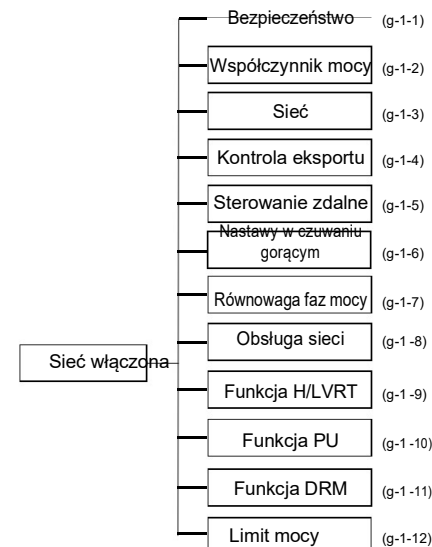 Bezpieczeństwo (g-1-1)
Współczynnik mocy (g-1-2)
Sieć (g-1-3)
Kontrola eksportu (g-1-4)
Sterowanie zdalne (g-1-5)
Nastawy w czuwaniu
gorącym (g-1-6)
Równowaga faz mocy (g-1-7)
Obsługa sieci (g-1 -8)
Sieć włączona
Funkcja H/LVRT (g-1 -9)
Funkcja PU (g-1 -10)
Funkcja DRM (g-1 -11)
Limit mocy (g-1-12)